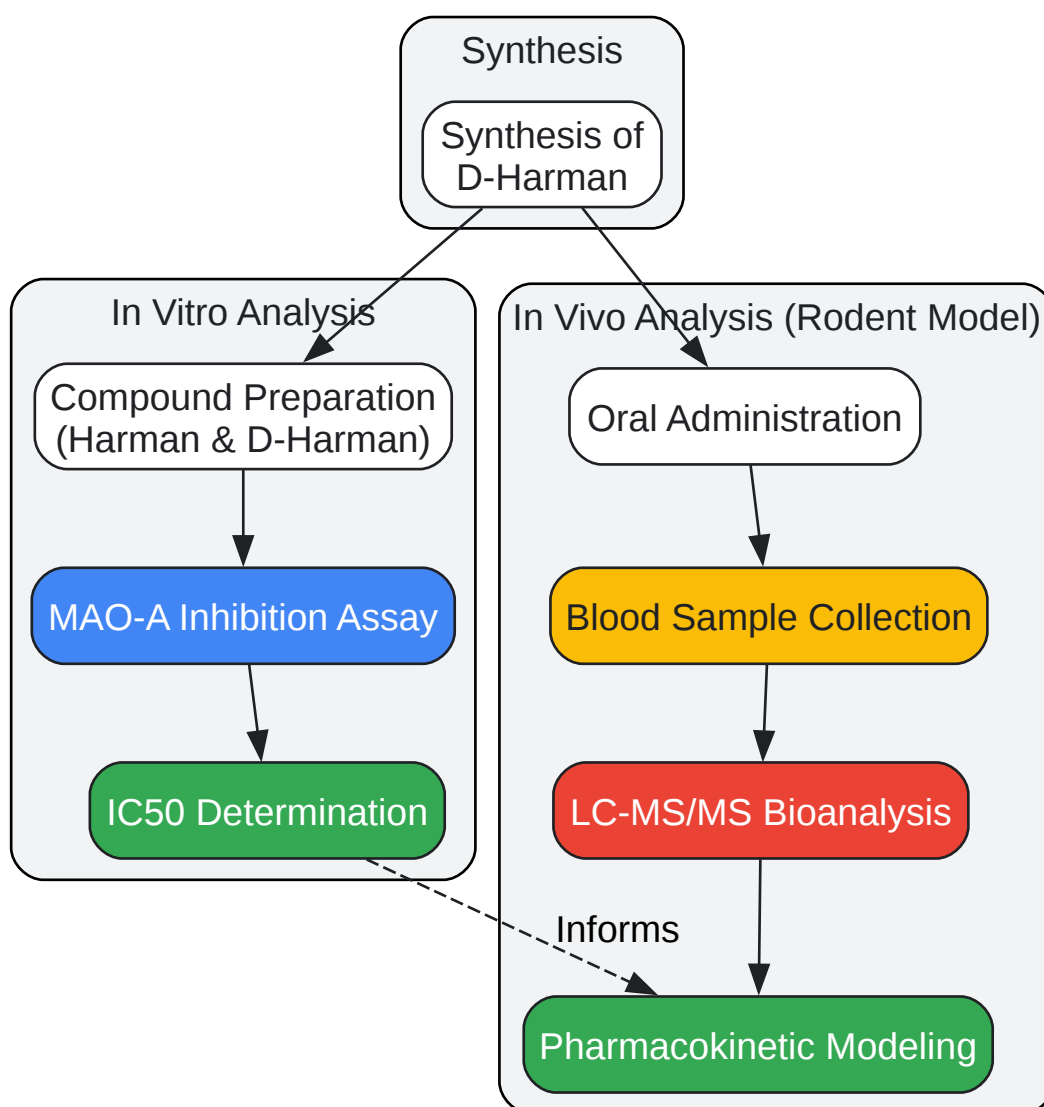 Synthesis
Synthesis of
D-Harman
In Vitro Analysis
Compound Preparation
(Harman & D-Harman)
MAO-A Inhibition Assay
IC50 Determination
In Vivo Analysis (Rodent Model)
Oral Administration
Blood Sample Collection
LC-MS/MS Bioanalysis
Informs
Pharmacokinetic Modeling